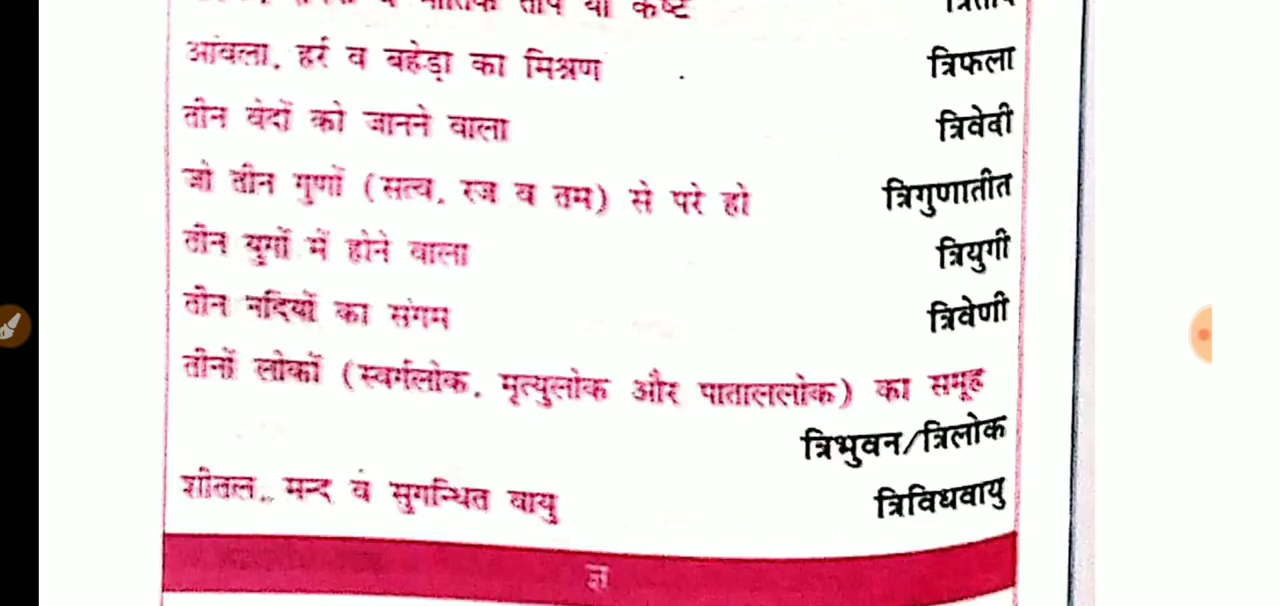 ताप या कष्ट
आंवला, हर्र व बहेड़ा का मिश्रण त्रिफला
तीन वेदों को जानने वाला त्रिवेदी
जो तीन गुणों (सत्व, रज व तम) से परे हो त्रिगुणातीत
तीन युगों में होने वाला त्रियुगी
तीन नदियों का संगम त्रिवेणी
तीनों लोकों (स्वर्गलोक, मृत्युलोक और पाताललोक) का समूह
त्रिभुवन/त्रिलोक
शीतल, मन्द व सुगन्धित वायु त्रिविधवायु
ज्ञ